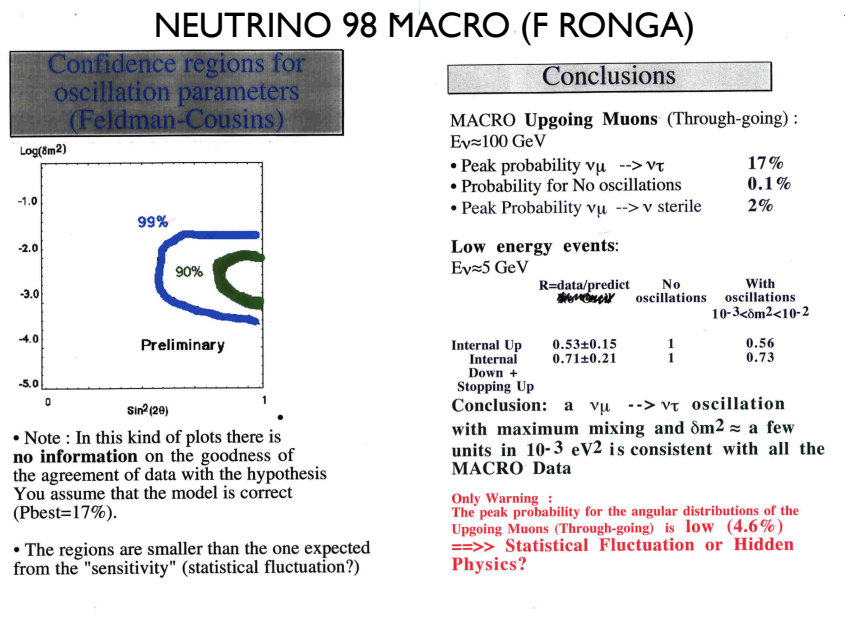 NEUTRINO 98 MACRO (F RONGA)
Confidence regions for
oscillation parameters
(Feldman-Cousins)
Log(δm2)
-1.0
-2.0
-3.0
-4.0
-5.0
99%
90%
Preliminary
0
1
Sin2(2θ)
• Note : In this kind of plots there is
no information on the goodness of
the agreement of data with the hypothesis
You assume that the model is correct
(Pbest=17%).
• The regions are smaller than the one expected
from the "sensitivity" (statistical fluctuation?)
Conclusions
MACRO Upgoing Muons (Through-going) :
Eν≈100 GeV
• Peak probability νμ --> ντ 17%
• Probability for No oscillations 0.1%
• Peak Probability νμ --> ν sterile 2%
Low energy events:
Eν≈5 GeV
R=data/predict No With
oscillations oscillations
10-3<δm2<10-2
Internal Up 0.53±0.15 1 0.56
Internal 0.71±0.21 1 0.73
Down +
Stopping Up
Conclusion: a νμ --> ντ oscillation
with maximum mixing and δm2 ≈ a few
units in 10-3 eV2 is consistent with all the
MACRO Data
Only Warning :
The peak probability for the angular distributions of the
Upgoing Muons (Through-going) is low (4.6%)
==>> Statistical Fluctuation or Hidden
Physics?